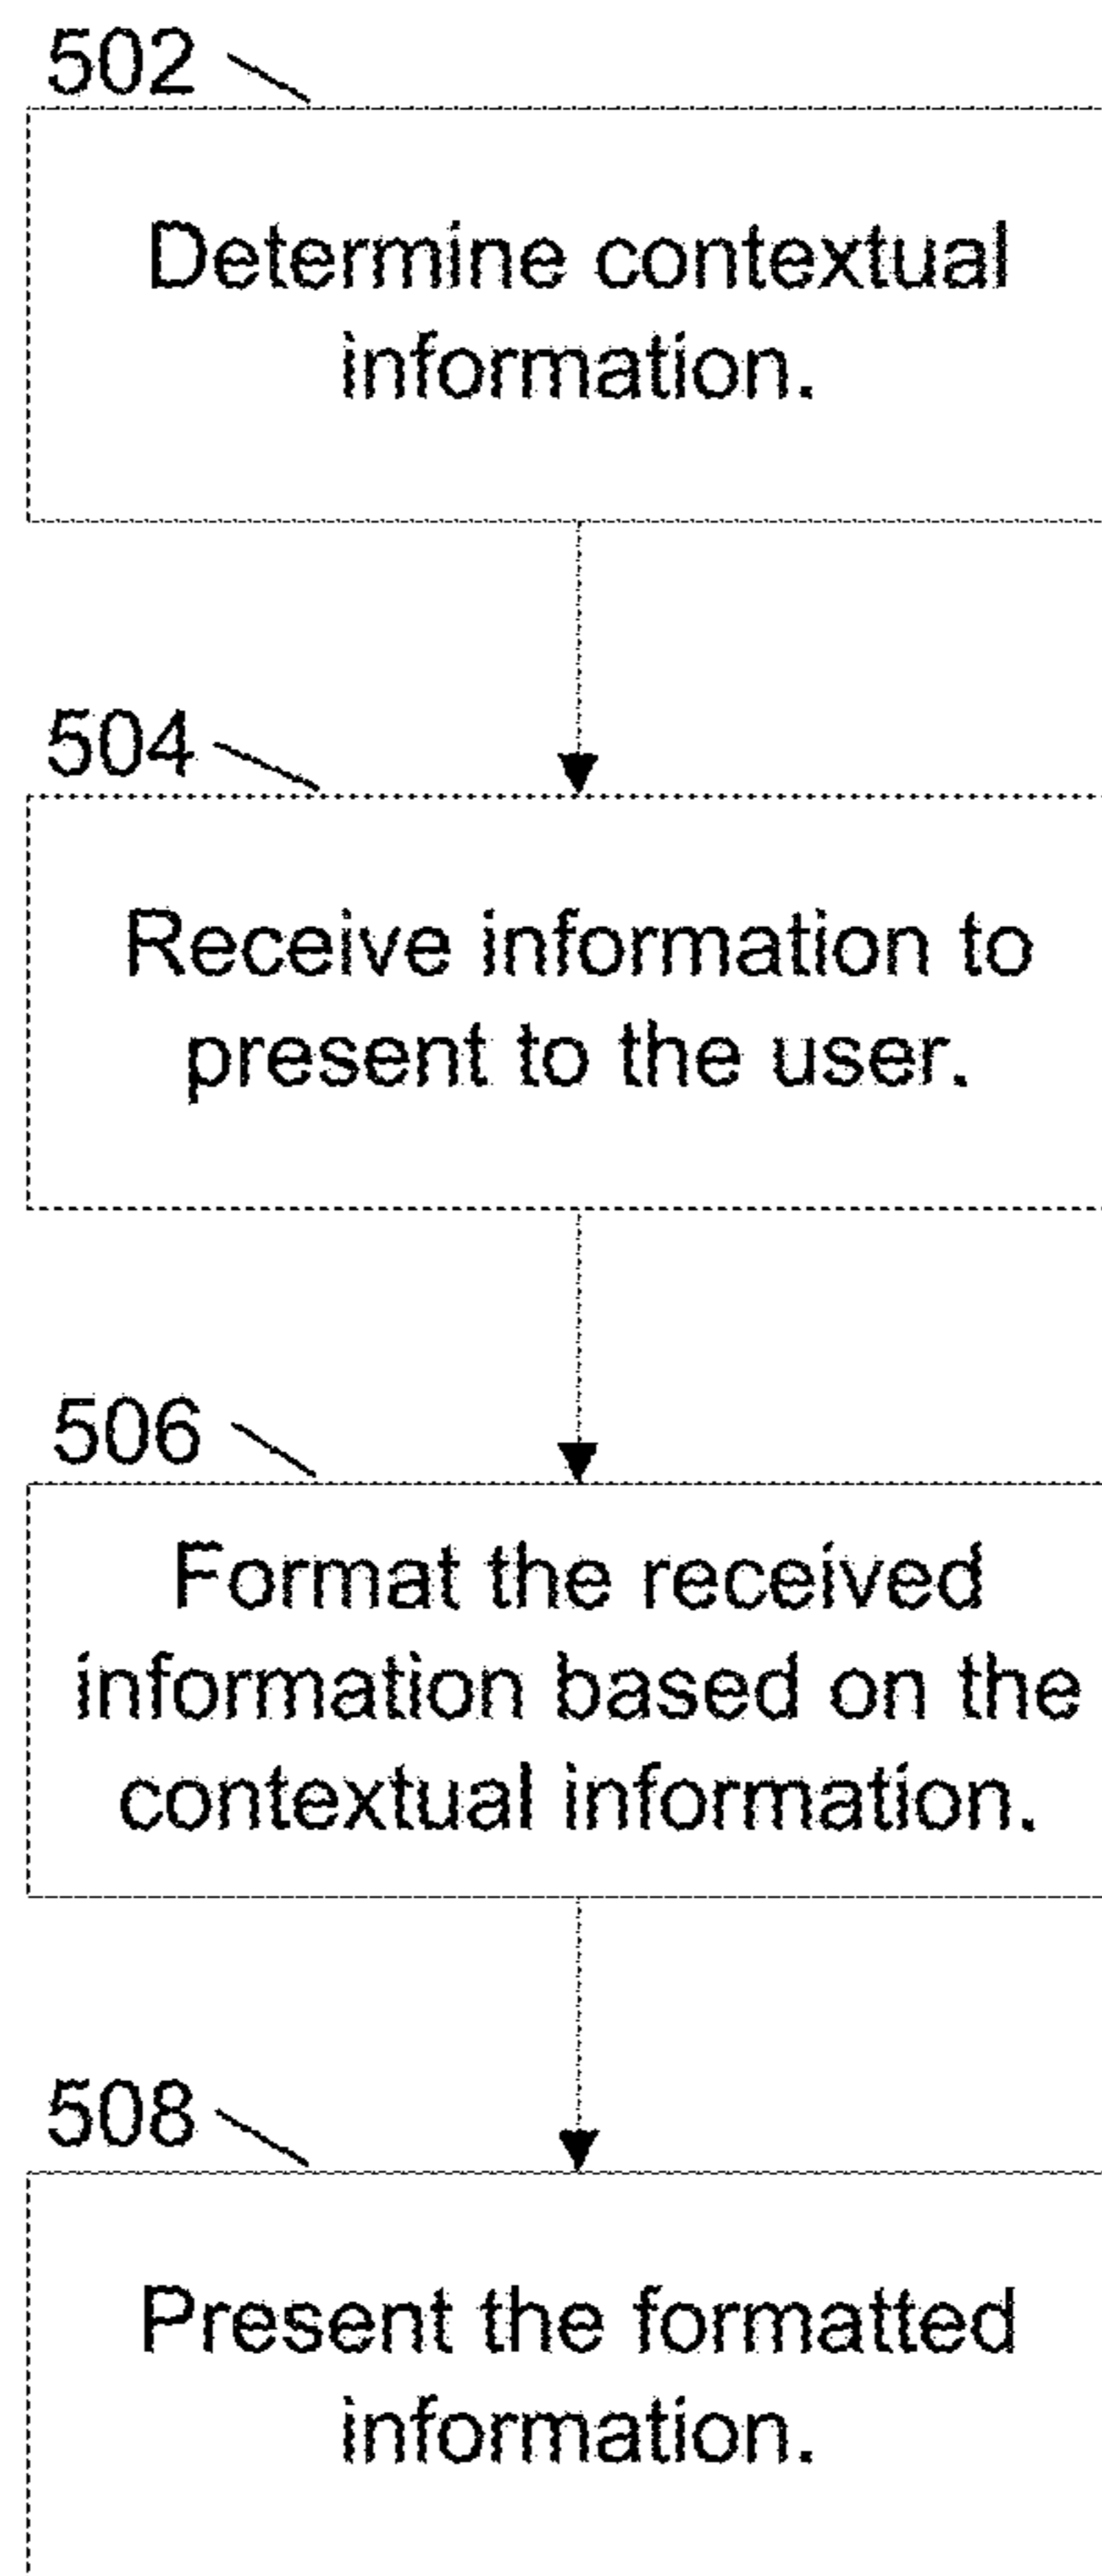 502
Determine contextual
information.
504
Receive information to
present to the user.
506
Format the received
information based on the
contextual information.
508
Present the formatted
information.